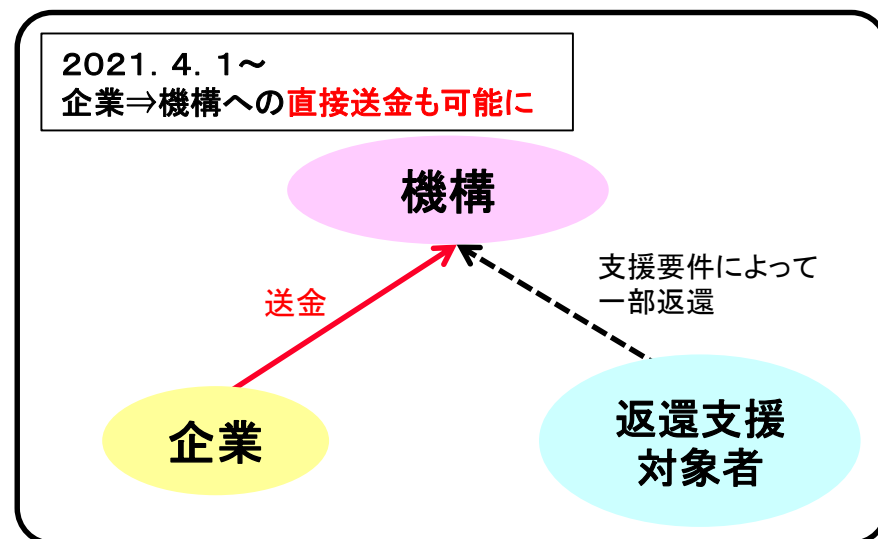 ２０２１．４．１～
企業⇒機構への直接送金も可能に
機構
支援要件によって
一部返還
送金
企業
返還支援
対象者